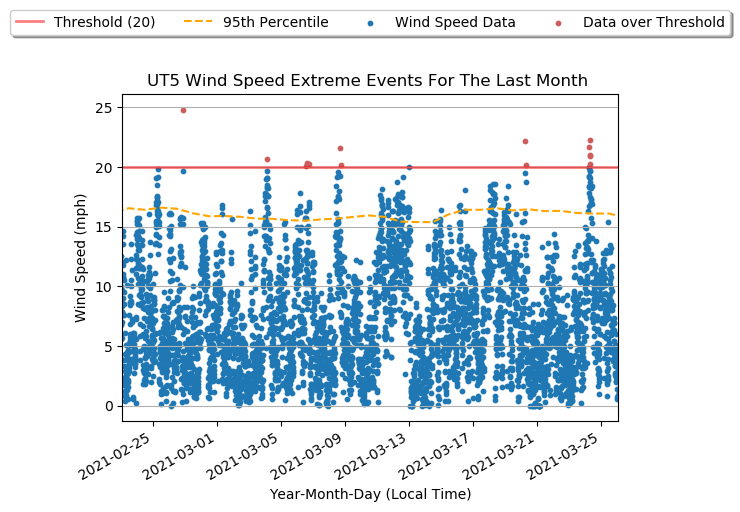 Threshold (20) 95th Percentile Wind Speed Data Data over Threshold
UT5 Wind Speed Extreme Events For The Last Month
Wind Speed (mph)
25
20
15
10
5
0
2021-02-25 2021-03-01 2021-03-05 2021-03-09 2021-03-13 2021-03-17 2021-03-21 2021-03-25
Year-Month-Day (Local Time)